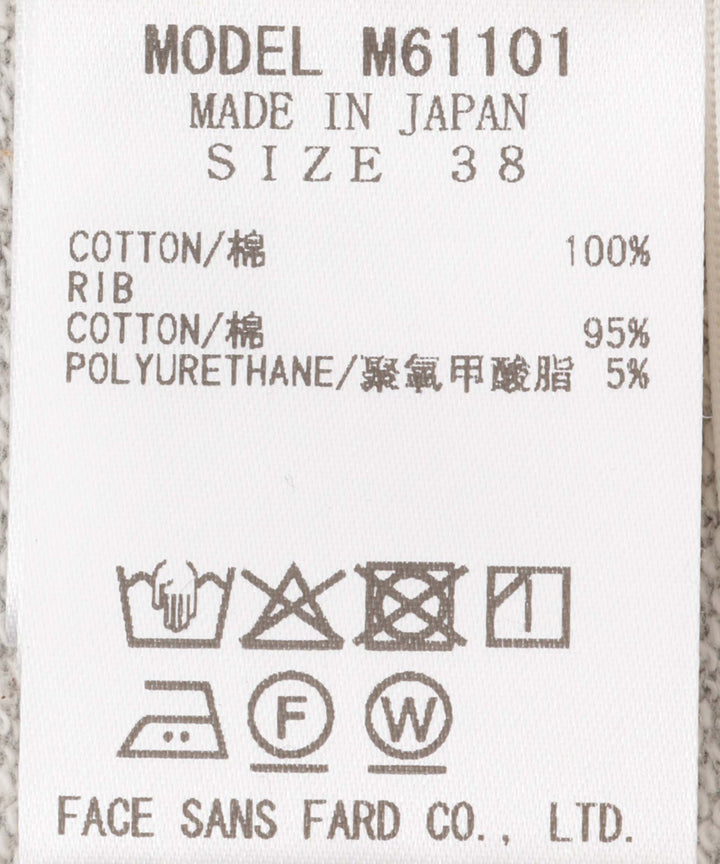 MODEL M61101
MADE IN JAPAN
SIZE 38
COTTON/棉 100%
RIB
COTTON/棉 95%
POLYURETHANE/聚氨甲酸脂 5%
F W
FACE SANS FARD CO., LTD.